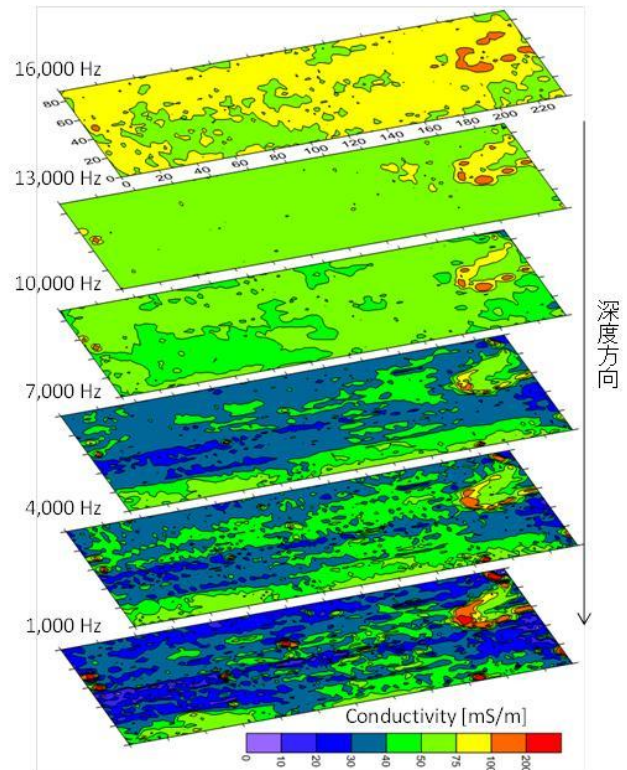 16,000 Hz
80
60
40
20
0
0 20 40 60 80 100 120 140 160 180 200 220
13,000 Hz
10,000 Hz
7,000 Hz
4,000 Hz
1,000 Hz
深度方向
Conductivity [mS/m]
0 10 20 30 40 50 75 100 200